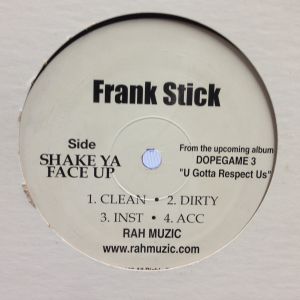 Frank Stick
Side
SHAKE YA
FACE UP
From the upcoming album
DOPEGAME 3
"U Gotta Respect Us"
1. CLEAN • 2. DIRTY
3. INST • 4. ACC
RAH MUZIC
www.rahmuzic.com